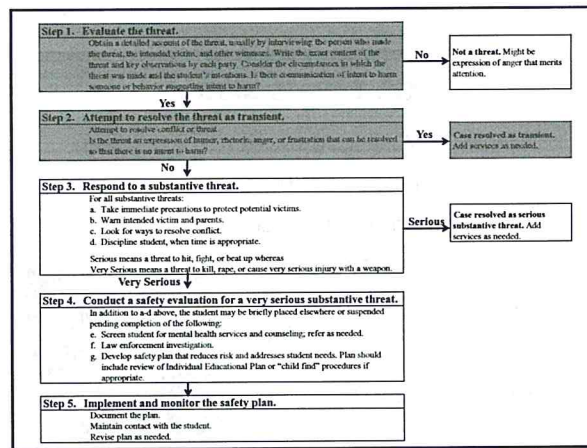 Step 1. Evaluate the threat.
Obtain a detailed account of the threat, usually by interviewing the person who made
the threat, the intended victim, and other witnesses. Write the exact content of the
threat and key observations by each party. Consider the circumstances in which the
threat was made and the student's intentions. Is there communication of intent to harm
someone or behavior suggesting intent to harm?
No
Not a threat. Might be
expression of anger that merits
attention.
Yes
Step 2. Attempt to resolve the threat as transient.
Attempt to resolve conflict or threat.
Is the threat an expression of humor, rhetoric, anger, or frustration that can be resolved
so that there is no intent to harm?
Yes
Case resolved as transient.
Add services as needed.
No
Step 3. Respond to a substantive threat.
For all substantive threats:
a. Take immediate precautions to protect potential victims.
b. Warn intended victim and parents.
c. Look for ways to resolve conflict.
d. Discipline student, when time is appropriate.
Serious means a threat to hit, fight, or beat up whereas
Very Serious means a threat to kill, rape, or cause very serious injury with a weapon.
Serious
Case resolved as serious
substantive threat. Add
services as needed.
Very Serious
Step 4. Conduct a safety evaluation for a very serious substantive threat.
In addition to a-d above, the student may be briefly placed elsewhere or suspended
pending completion of the following:
e. Screen student for mental health services and counseling; refer as needed.
f. Law enforcement investigation.
g. Develop safety plan that reduces risk and addresses student needs. Plan should
include review of Individual Educational Plan or "child find" procedures if
appropriate.
Step 5. Implement and monitor the safety plan.
Document the plan.
Maintain contact with the student.
Revise plan as needed.